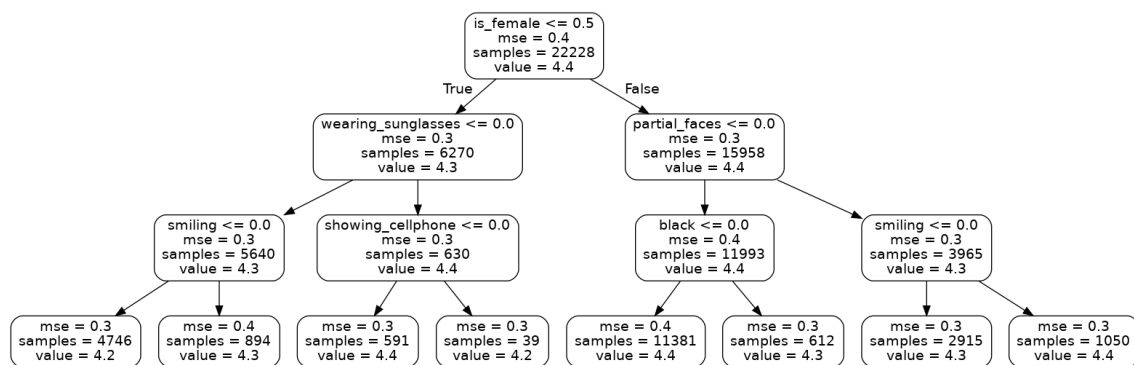 is_female <= 0.5
mse = 0.4
samples = 22228
value = 4.4
True
False
wearing_sunglasses <= 0.0
mse = 0.3
samples = 6270
value = 4.3
partial_faces <= 0.0
mse = 0.3
samples = 15958
value = 4.4
smiling <= 0.0
mse = 0.3
samples = 5640
value = 4.3
showing_cellphone <= 0.0
mse = 0.3
samples = 630
value = 4.4
black <= 0.0
mse = 0.4
samples = 11993
value = 4.4
smiling <= 0.0
mse = 0.3
samples = 3965
value = 4.3
mse = 0.3
samples = 4746
value = 4.2
mse = 0.4
samples = 894
value = 4.3
mse = 0.3
samples = 591
value = 4.4
mse = 0.3
samples = 39
value = 4.2
mse = 0.4
samples = 11381
value = 4.4
mse = 0.3
samples = 612
value = 4.3
mse = 0.3
samples = 2915
value = 4.3
mse = 0.3
samples = 1050
value = 4.4